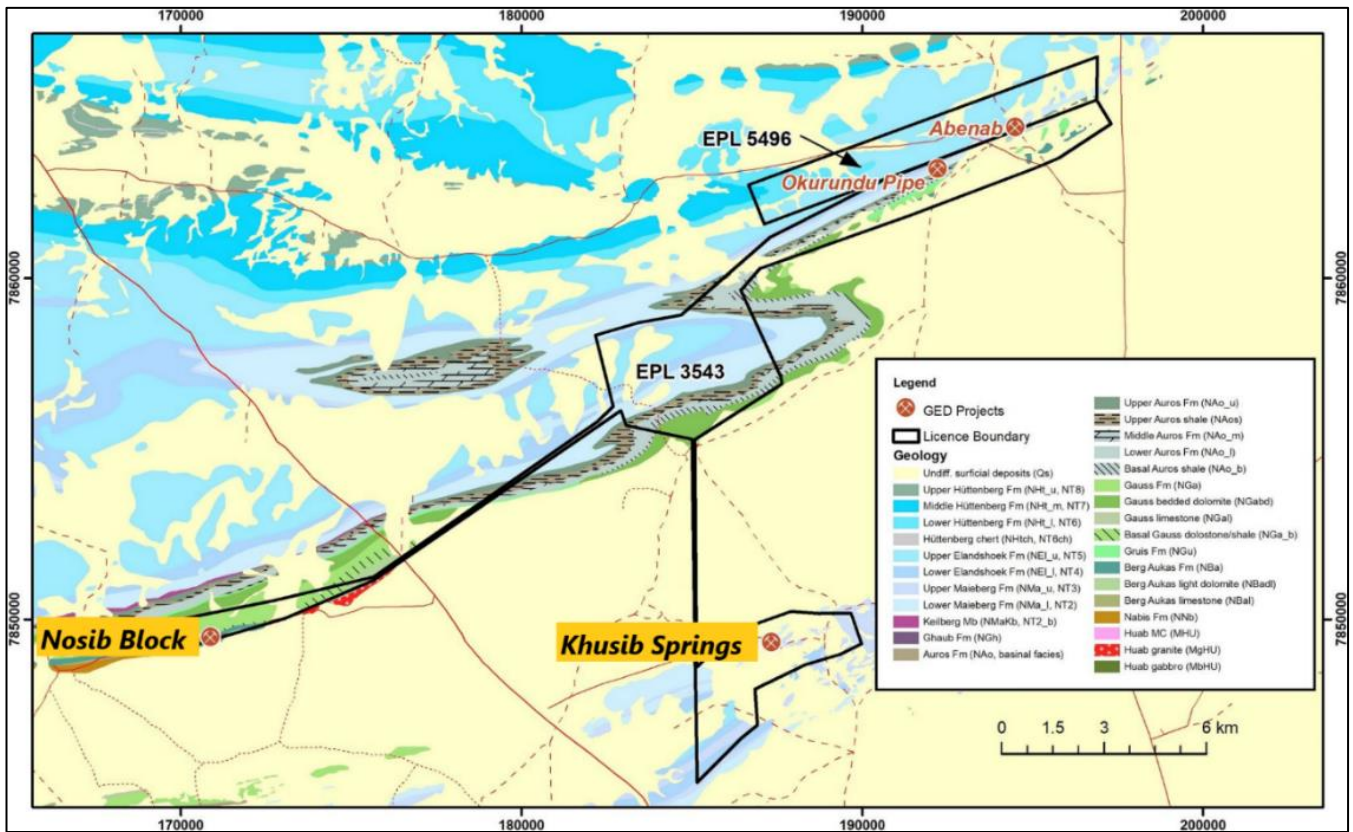 170000
180000
190000
200000
7860000
7860000
7850000
7850000
EPL 5496
Abenab
Okurundu Pipe
EPL 3543
Nosib Block
Khusib Springs
Legend
GED Projects
Licence Boundary
Geology
Undiff. surficial deposits (Qs)
Upper Hüttenberg Fm (NHt_u, NT8)
Middle Hüttenberg Fm (NHt_m, NT7)
Lower Hüttenberg Fm (NHt_l, NT6)
Hüttenberg chert (NHtch, NT6ch)
Upper Elandshoek Fm (NEl_u, NT5)
Lower Elandshoek Fm (NEl_l, NT4)
Upper Maieberg Fm (NMa_u, NT3)
Lower Maieberg Fm (NMa_l, NT2)
Keilberg Mb (NMaKb, NT2_b)
Ghaub Fm (NGh)
Auros Fm (NAo, basinal facies)
Upper Auros Fm (NAo_u)
Upper Auros shale (NAos)
Middle Auros Fm (NAo_m)
Lower Auros Fm (NAo_l)
Basal Auros shale (NAo_b)
Gauss Fm (NGa)
Gauss bedded dolomite (NGabd)
Gauss limestone (NGal)
Basal Gauss dolostone/shale (NGa_b)
Gruis Fm (NGu)
Berg Aukas Fm (NBa)
Berg Aukas light dolomite (NBadl)
Berg Aukas limestone (NBal)
Nabis Fm (NNb)
Huab MC (MHU)
Huab granite (MgHU)
Huab gabbro (MbHU)
0 1.5 3 6 km
170000
180000
190000
200000